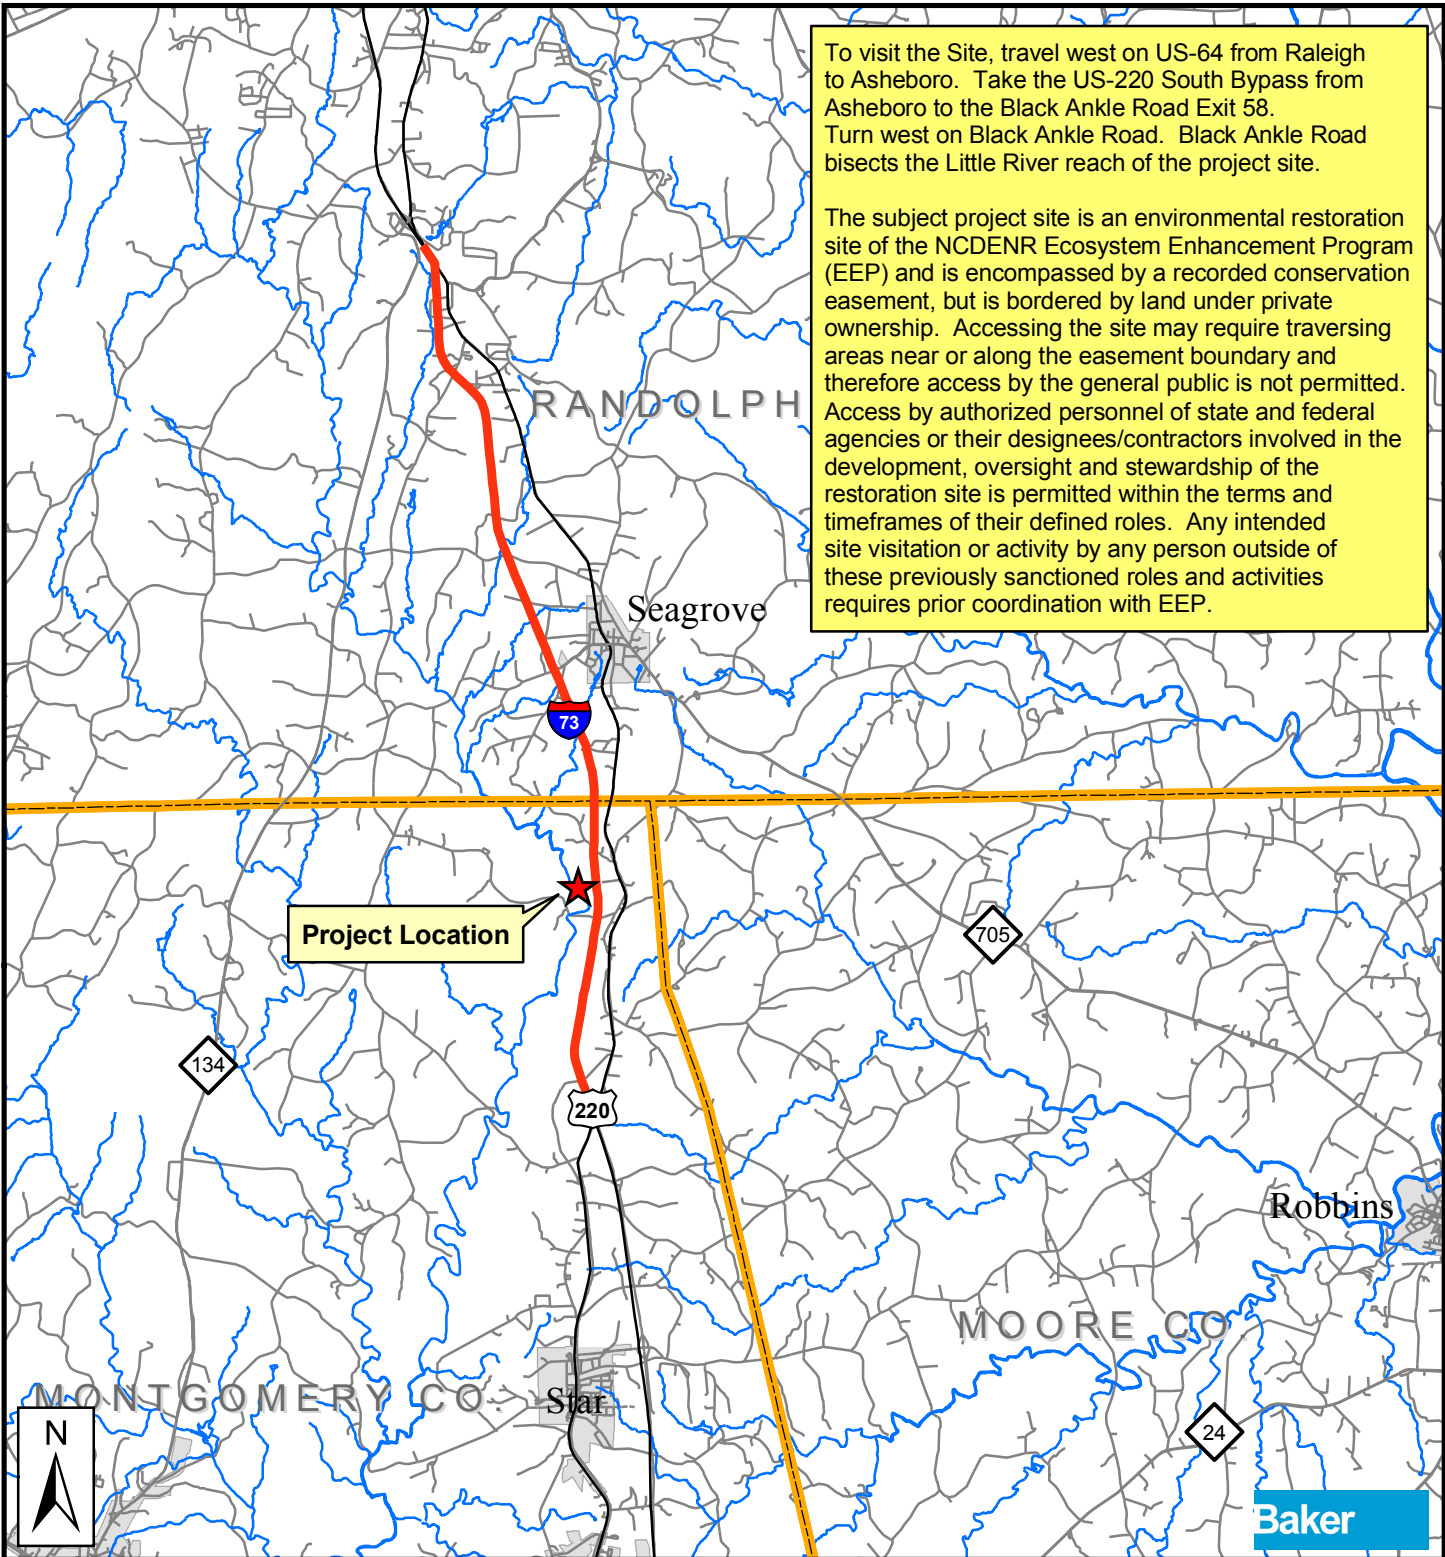 To visit the Site, travel west on US-64 from Raleigh
to Asheboro. Take the US-220 South Bypass from
Asheboro to the Black Ankle Road Exit 58.
Turn west on Black Ankle Road. Black Ankle Road
bisects the Little River reach of the project site.
The subject project site is an environmental restoration
site of the NCDENR Ecosystem Enhancement Program
(EEP) and is encompassed by a recorded conservation
easement, but is bordered by land under private
ownership. Accessing the site may require traversing
areas near or along the easement boundary and
therefore access by the general public is not permitted.
Access by authorized personnel of state and federal
agencies or their designees/contractors involved in the
development, oversight and stewardship of the
restoration site is permitted within the terms and
timeframes of their defined roles. Any intended
site visitation or activity by any person outside of
these previously sanctioned roles and activities
requires prior coordination with EEP.
RANDOLPH
Seagrove
73
Project Location
705
134
220
Robbins
MOORE CO.
MONTGOMERY CO.
Star
24
N
Baker